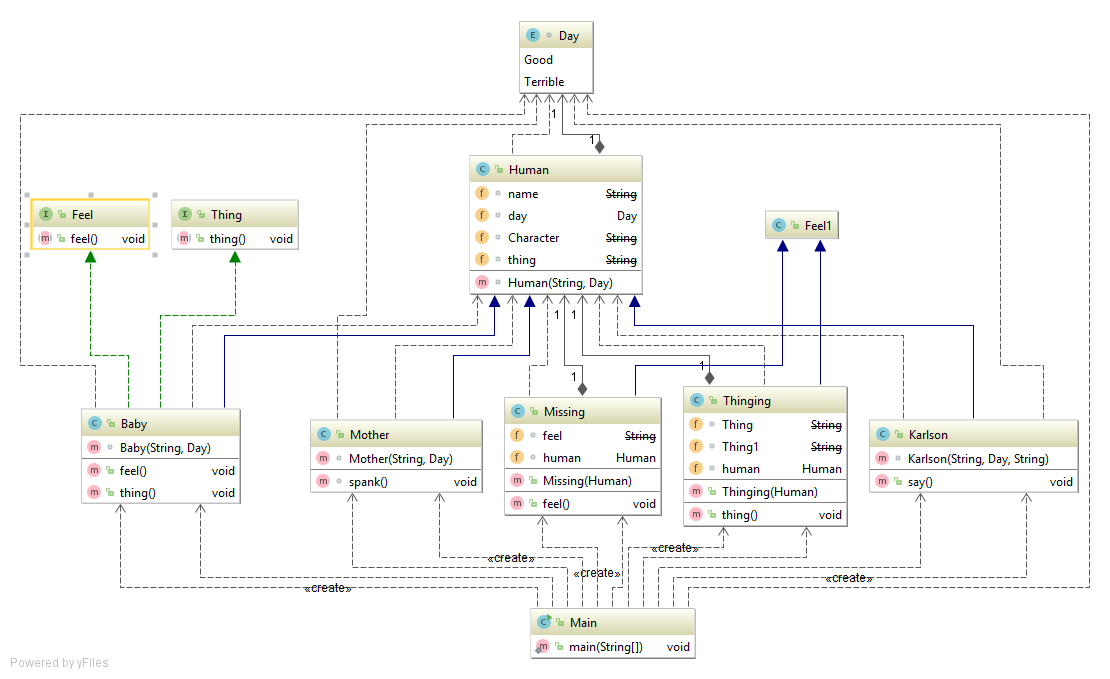 E Day
Good
Terrible
1
1
C Human
f name String
f day Day
f Character String
f thing String
m Human(String, Day)
I Feel
m feel() void
I Thing
m thing() void
C Feel1
1
1
1
1
C Baby
m Baby(String, Day)
m feel() void
m thing() void
C Mother
m Mother(String, Day)
m spank() void
C Missing
f feel String
f human Human
m Missing(Human)
m feel() void
C Thinging
f Thing String
f Thing1 String
f human Human
m Thinging(Human)
m thing() void
C Karlson
m Karlson(String, Day, String)
m say() void
«create»
«create»
«create»
«create»
«create»
C Main
m main(String[]) void
Powered by yFiles